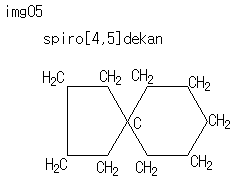 img05
spiro[4,5]dekan
H₂C CH₂ CH₂ CH₂
C CH₂
H₂C CH₂ CH₂ CH₂